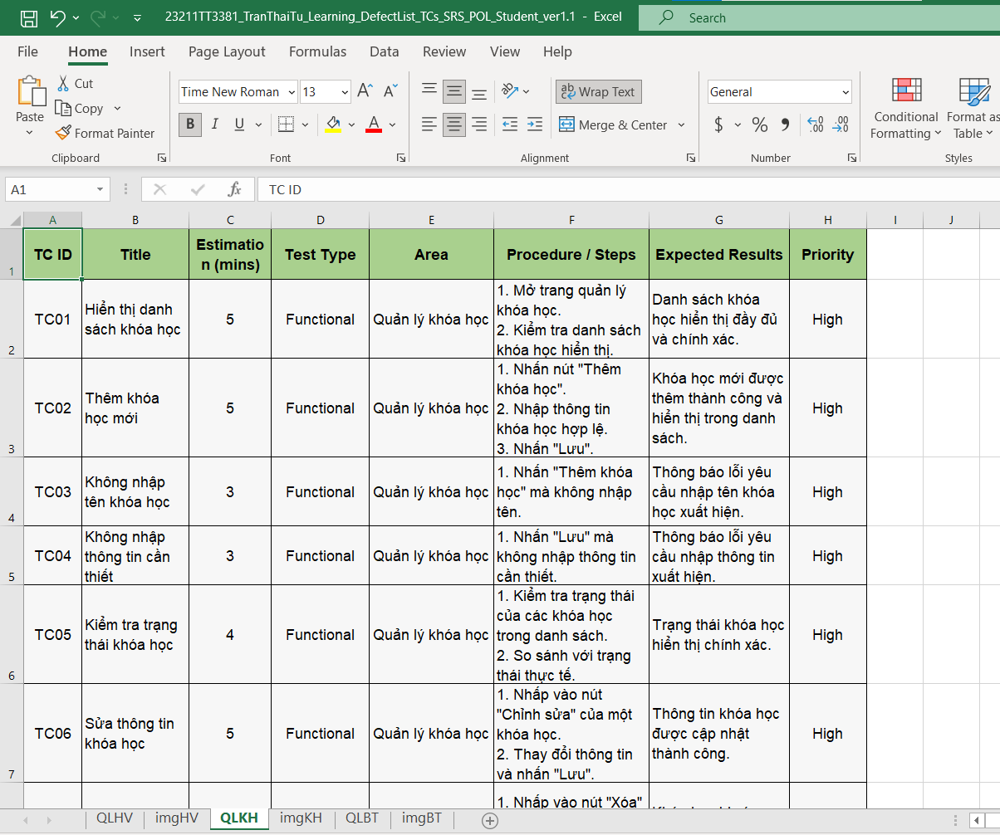 23211TT3381_TranThaiTu_Learning_DefectList_TCs_SRS_POL_Student_ver1.1 - Excel
Search
File Home Insert Page Layout Formulas Data Review View Help
Paste
Cut
Copy
Format Painter
Clipboard
Time New Roman 13
B I U
Font
Wrap Text
Merge & Center
Alignment
General
$ % ,
Number
Conditional Formatting
Format as
Table
Styles
A1 fx TC ID
A B C D E F G H I J
1
TC ID
Title
Estimatio
n (mins)
Test Type
Area
Procedure / Steps
Expected Results
Priority
2
TC01
Hiển thị danh
sách khóa học
5
Functional
Quản lý khóa học
1. Mở trang quản lý
khóa học.
2. Kiểm tra danh sách
khóa học hiển thị.
Danh sách khóa
học hiển thị đầy đủ
và chính xác.
High
3
TC02
Thêm khóa
học mới
5
Functional
Quản lý khóa học
1. Nhấn nút "Thêm
khóa học".
2. Nhập thông tin
khóa học hợp lệ.
3. Nhấn "Lưu".
Khóa học mới được
thêm thành công và
hiển thị trong danh
sách.
High
4
TC03
Không nhập
tên khóa học
3
Functional
Quản lý khóa học
1. Nhấn "Thêm khóa
học" mà không nhập
tên.
Thông báo lỗi yêu
cầu nhập tên khóa
học xuất hiện.
High
5
TC04
Không nhập
thông tin cần
thiết
3
Functional
Quản lý khóa học
1. Nhấn "Lưu" mà
không nhập thông tin
cần thiết.
Thông báo lỗi yêu
cầu nhập thông tin
xuất hiện.
High
6
TC05
Kiểm tra trạng
thái khóa học
4
Functional
Quản lý khóa học
1. Kiểm tra trạng thái
của các khóa học
trong danh sách.
2. So sánh với trạng
thái thực tế.
Trạng thái khóa học
hiển thị chính xác.
High
7
TC06
Sửa thông tin
khóa học
5
Functional
Quản lý khóa học
1. Nhấp vào nút
"Chỉnh sửa" của một
khóa học.
2. Thay đổi thông tin
và nhấn "Lưu".
Thông tin khóa học
được cập nhật
thành công.
High
1. Nhấp vào nút "Xóa"
QLHV imgHV QLKH imgKH QLBT imgBT